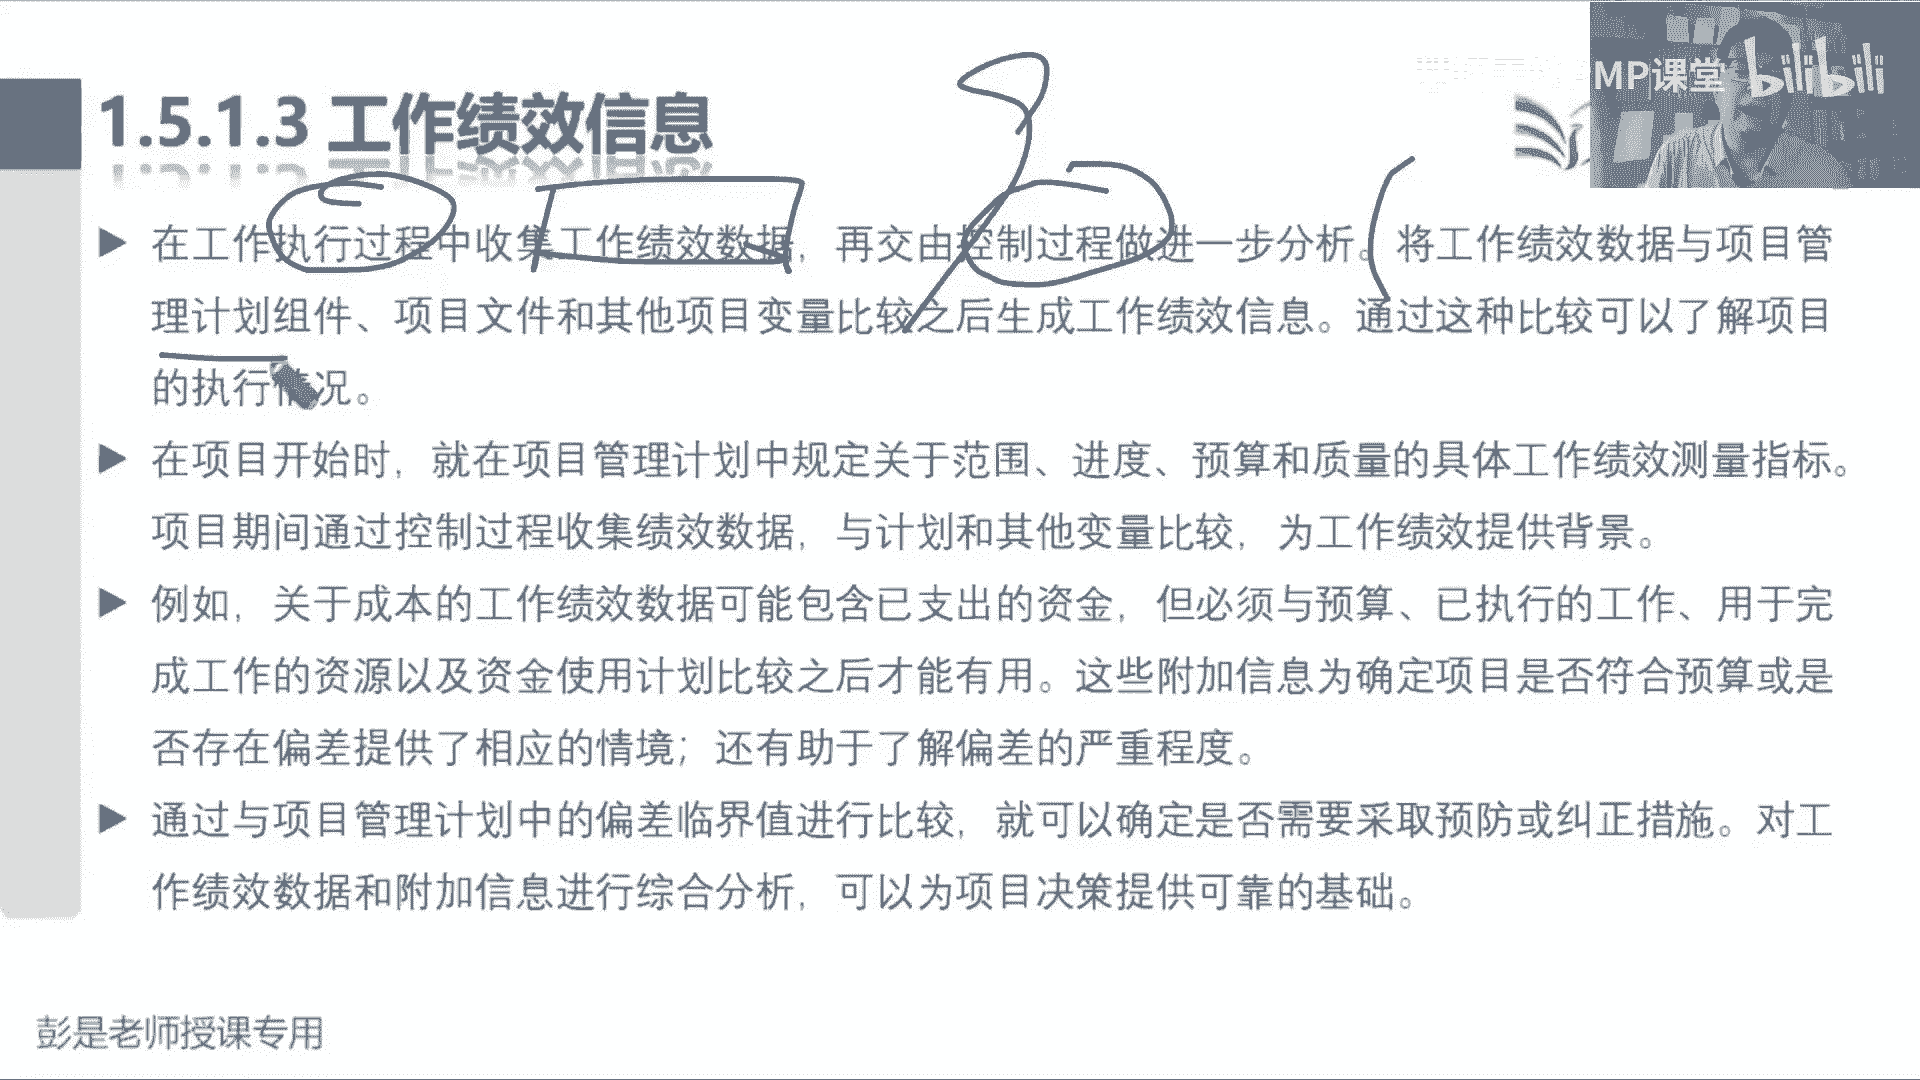 MP课堂 bilibili
1.5.1.3 工作绩效信息
▶ 在工作执行过程中收集工作绩效数据，再交由控制过程做进一步分析。将工作绩效数据与项目管
理计划组件、项目文件和其他项目变量比较之后生成工作绩效信息。通过这种比较可以了解项目
的执行情况。
▶ 在项目开始时，就在项目管理计划中规定关于范围、进度、预算和质量的具体工作绩效测量指标。
项目期间通过控制过程收集绩效数据，与计划和其他变量比较，为工作绩效提供背景。
▶ 例如，关于成本的工作绩效数据可能包含已支出的资金，但必须与预算、已执行的工作、用于完
成工作的资源以及资金使用计划比较之后才能有用。这些附加信息为确定项目是否符合预算或是
否存在偏差提供了相应的情境；还有助于了解偏差的严重程度。
▶ 通过与项目管理计划中的偏差临界值进行比较，就可以确定是否需要采取预防或纠正措施。对工
作绩效数据和附加信息进行综合分析，可以为项目决策提供可靠的基础。
彭是老师授课专用